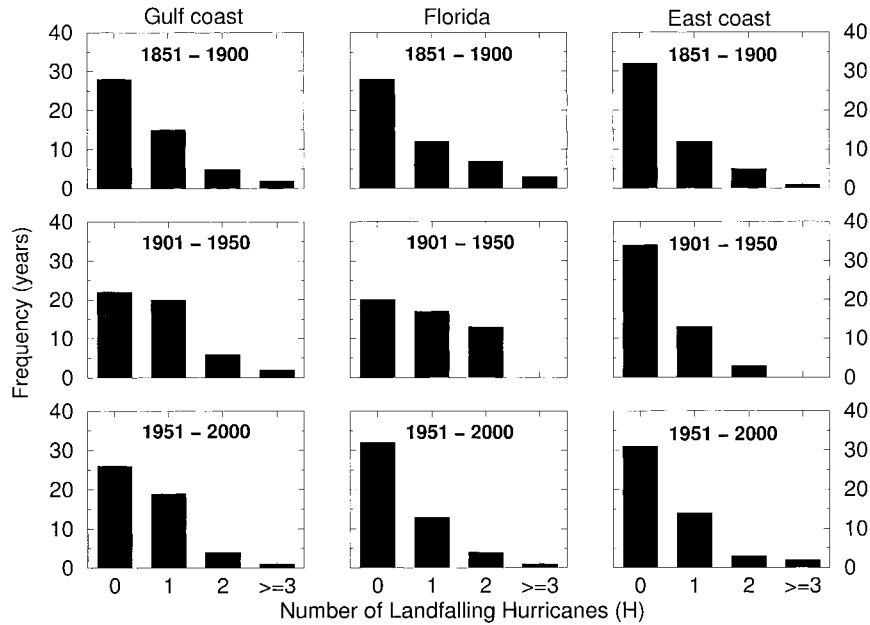 Gulf coast
Florida
East coast
40
30
20
10
0
1851 – 1900
1851 – 1900
1851 – 1900
40
30
20
10
0
Frequency (years)
40
30
20
10
0
1901 – 1950
1901 – 1950
1901 – 1950
40
30
20
10
0
40
30
20
10
0
1951 – 2000
1951 – 2000
1951 – 2000
40
30
20
10
0
0 1 2 >=3
0 1 2 >=3
0 1 2 >=3
Number of Landfalling Hurricanes (H)